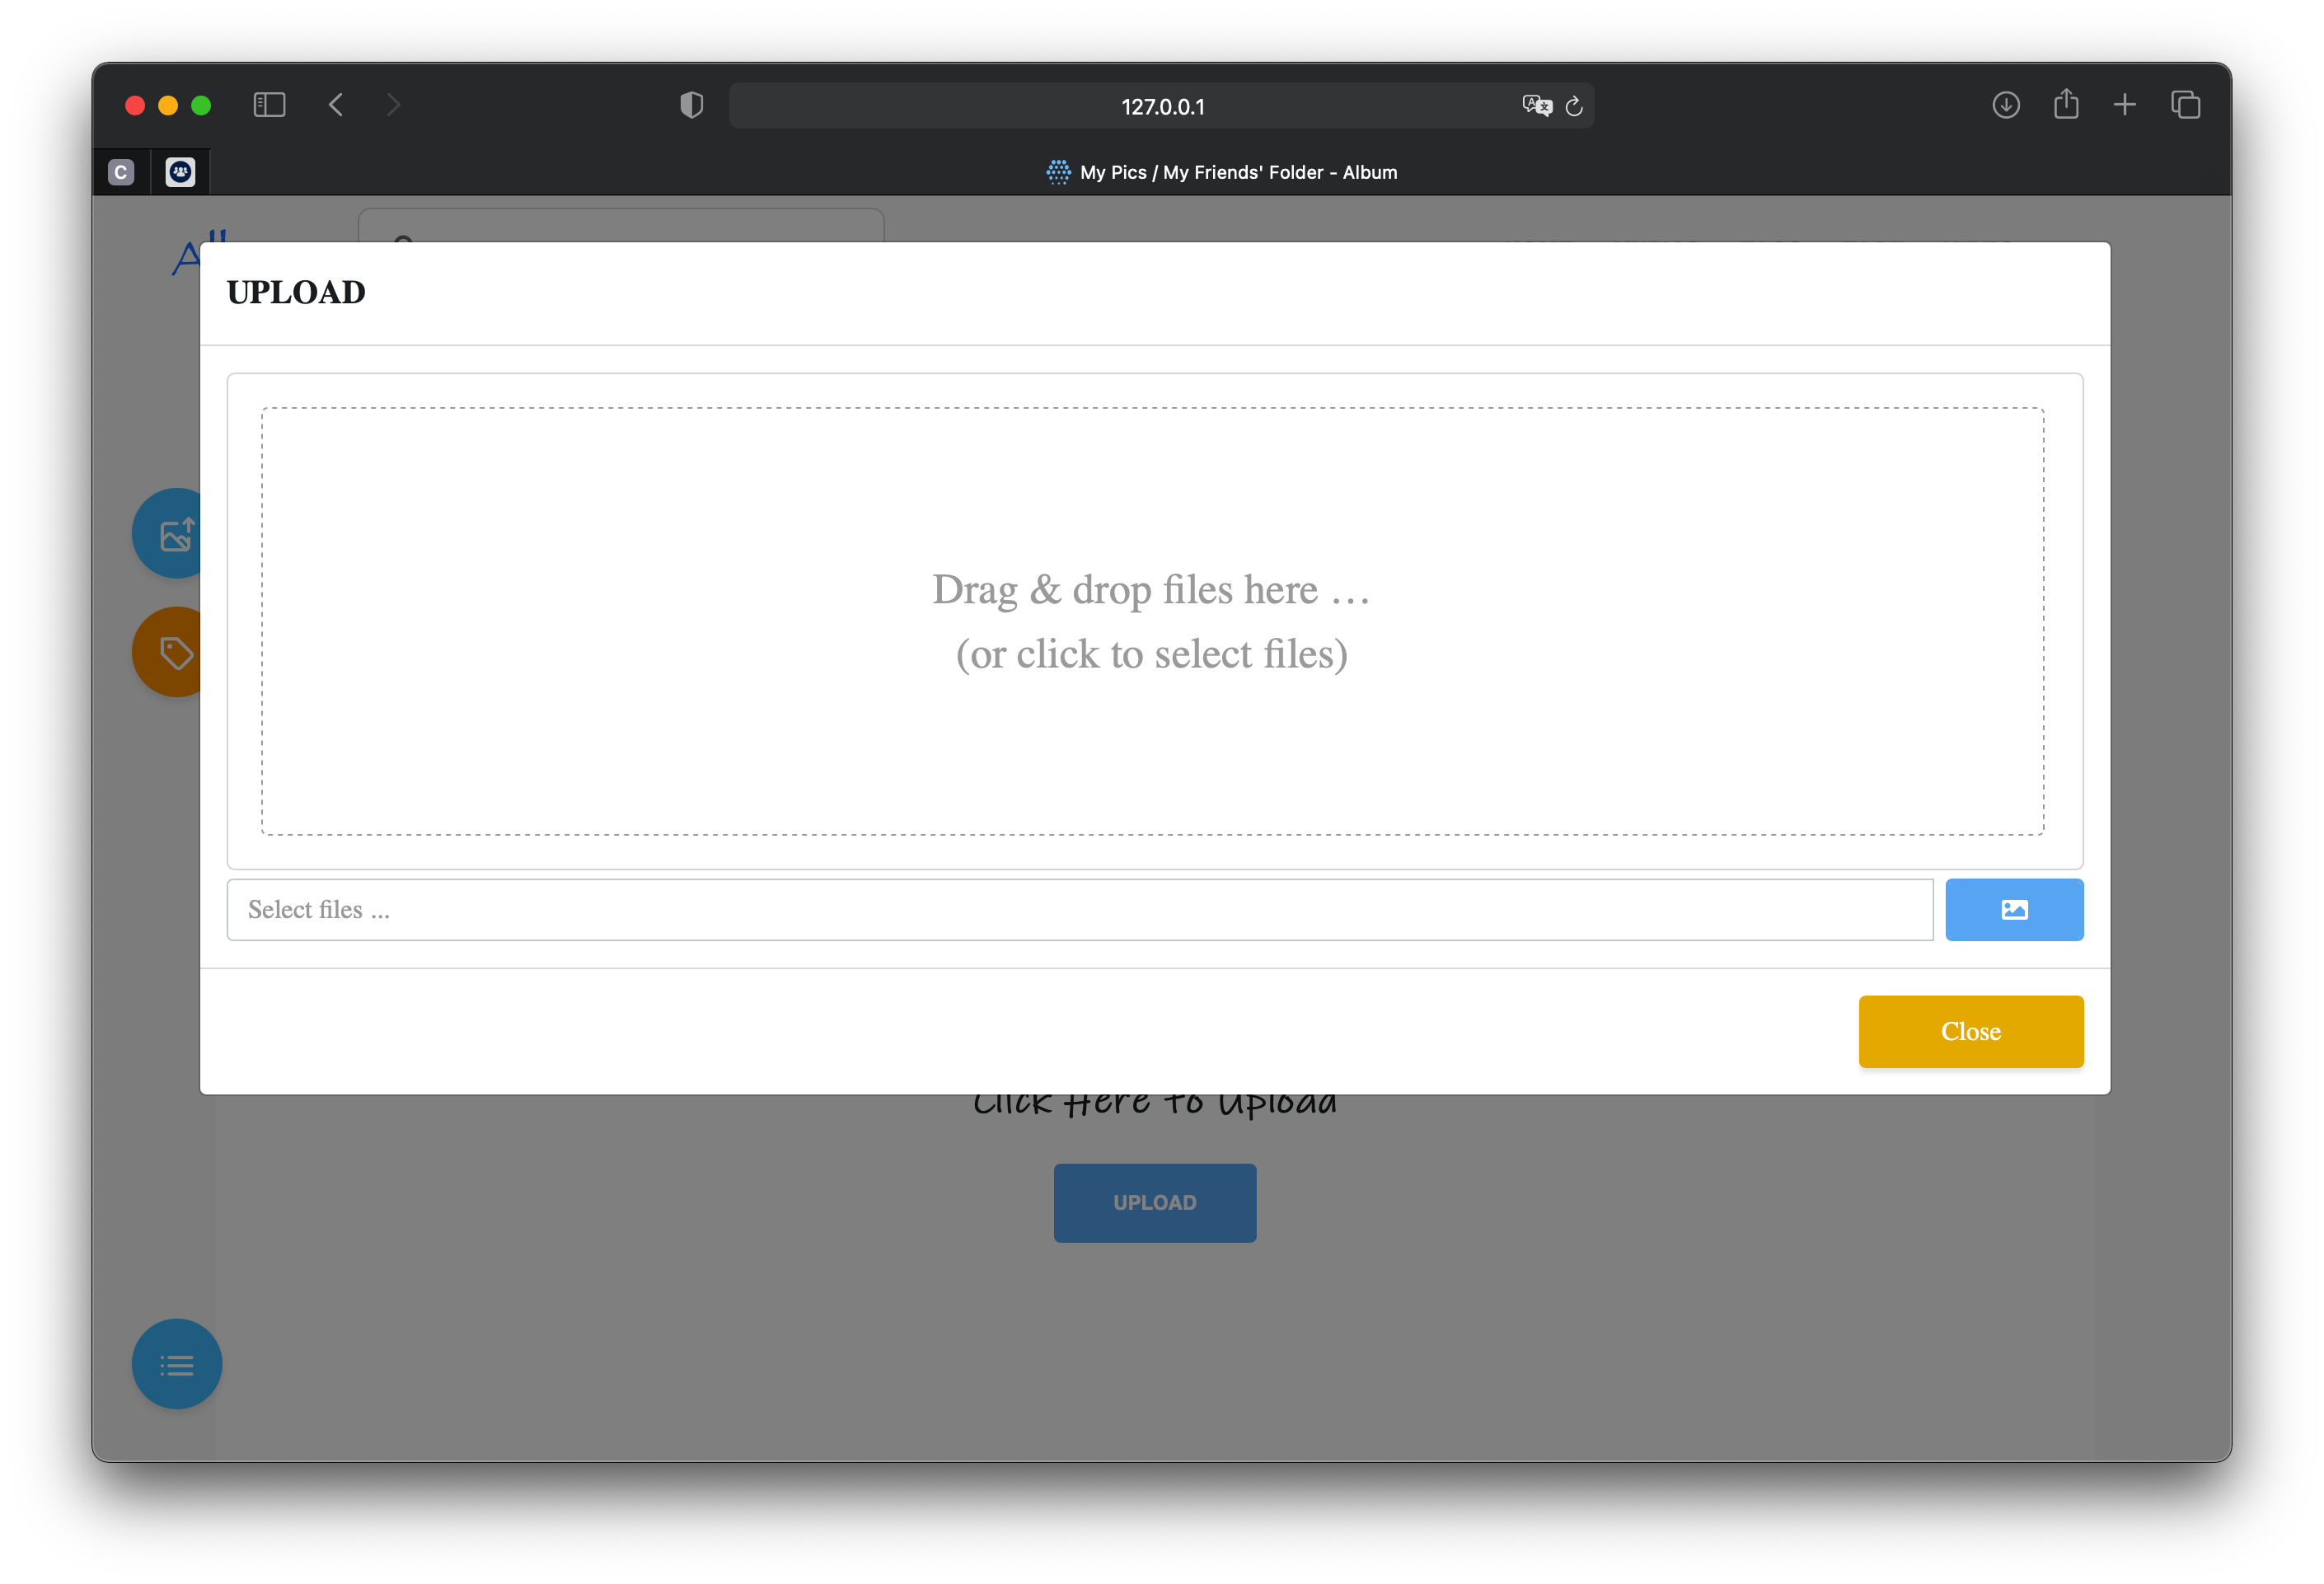 127.0.0.1
C
My Pics / My Friends' Folder - Album
UPLOAD
Drag & drop files here …
(or click to select files)
Select files ...
Close
Click Here To Upload
UPLOAD